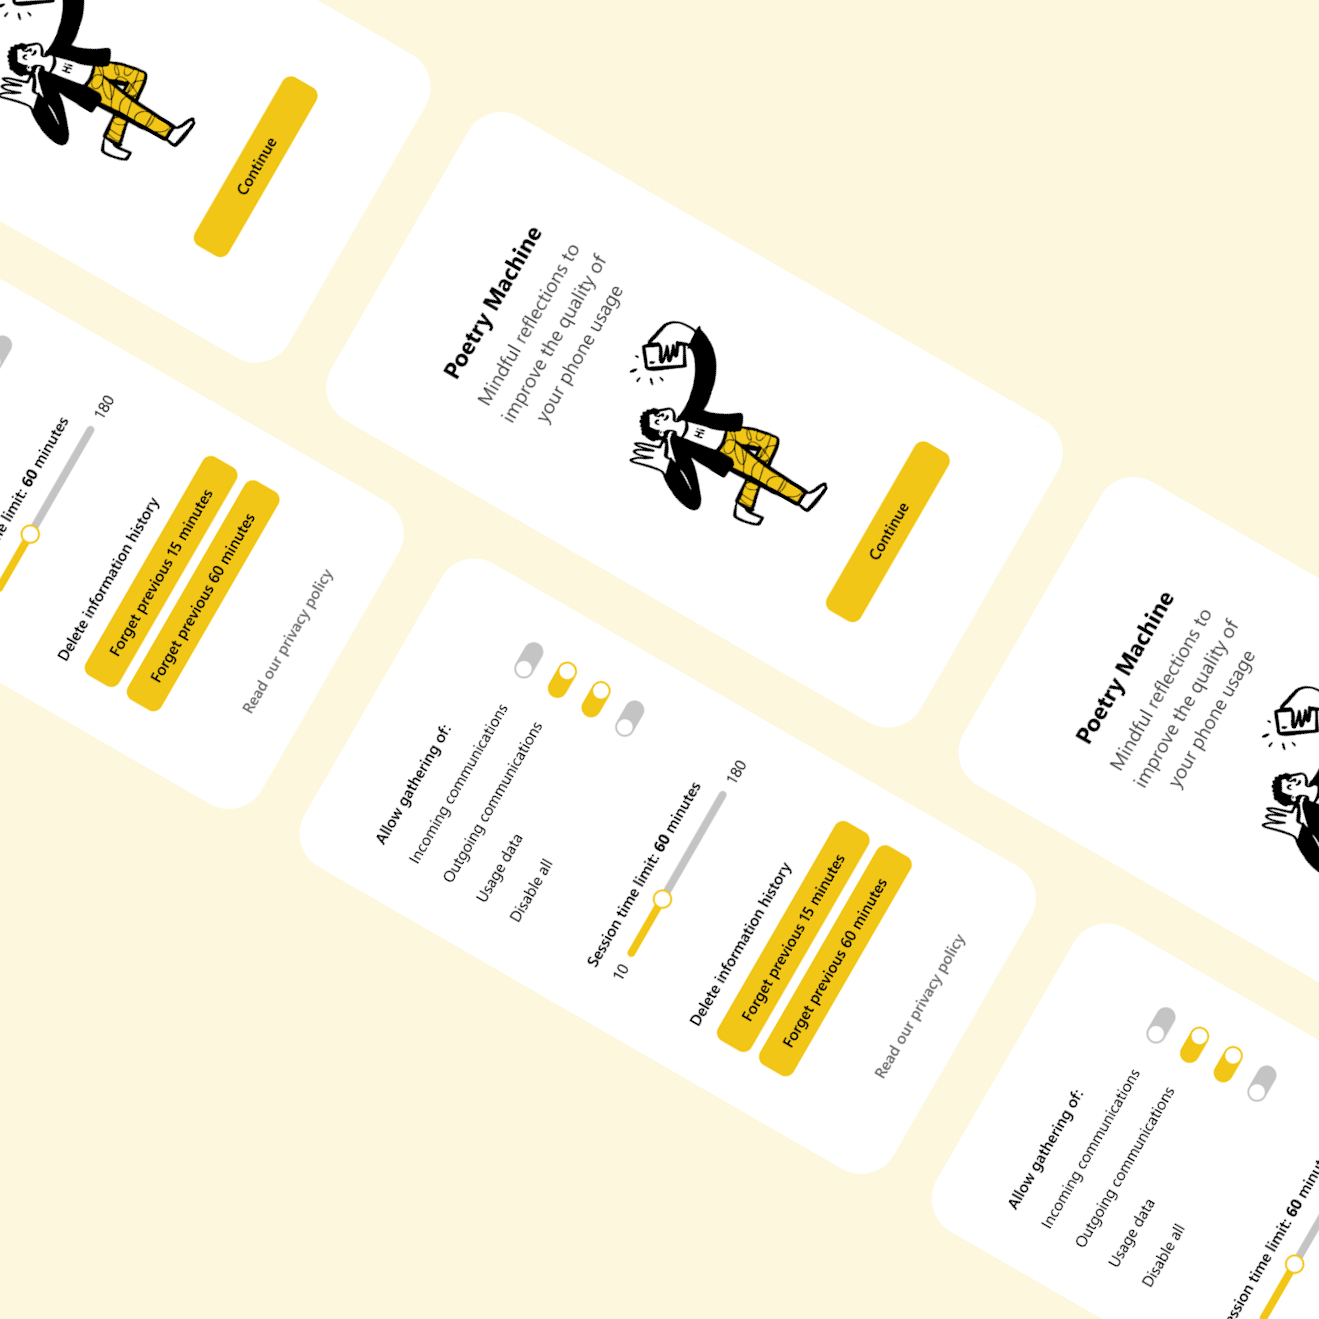 Hi
Continue
60 minutes
180
Delete information history
Forget previous 15 minutes
Forget previous 60 minutes
Read our privacy policy
Poetry Machine
Mindful reflections to
improve the quality of
your phone usage
Hi
Continue
Allow gathering of:
Incoming communications
Outgoing communications
Usage data
Disable all
Session time limit: 60 minutes
10
180
Delete information history
Forget previous 15 minutes
Forget previous 60 minutes
Read our privacy policy
Poetry Machine
Mindful reflections to
improve the quality of
your phone usage
Allow gathering of:
Incoming communications
Outgoing communications
Usage data
Disable all
time limit: 60